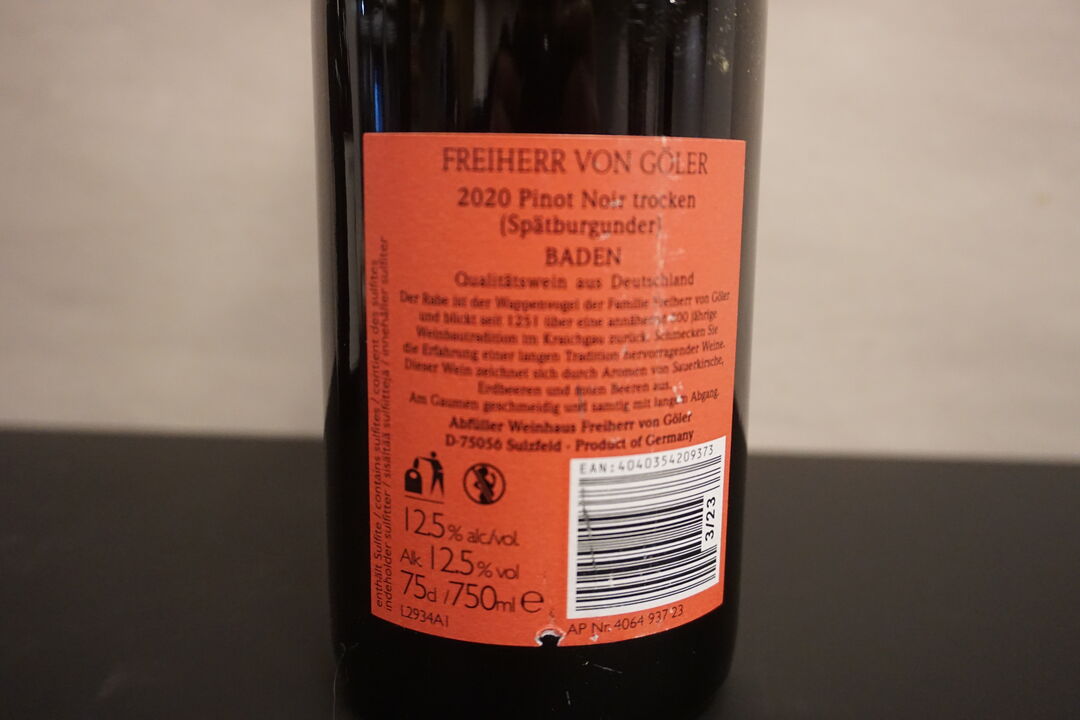 FREIHERR VON GÖLER
2020 Pinot Noir trocken
(Spätburgunder)
BADEN
Qualitätswein aus Deutschland
Der Rabe ist der Wappenvogel der Familie Freiherr von Göler
und blickt seit 1251 über eine annähernd 800 jährige
Weinbautradition im Kraichgau zurück. Schmecken Sie
die Erfahrung einer langen Tradition hervorragender Weine.
Dieser Wein zeichnet sich durch Aromen von Sauerkirsche,
Erdbeeren und roten Beeren aus.
Am Gaumen geschmeidig und samtig mit langem Abgang.
Abfüller Weinhaus Freiherr von Göler
D-75056 Sulzfeld - Product of Germany
enthält Sulfite / contains sulfites / contient des sulfites
indeholder sulfitter / sisältää sulfiittejä / innehåller sulfiter
EAN:4040354209373
3/23
12.5% alc/vol.
Alk 12.5% vol
75cl /750ml e
L2934A1
AP Nr. 4064 937 23